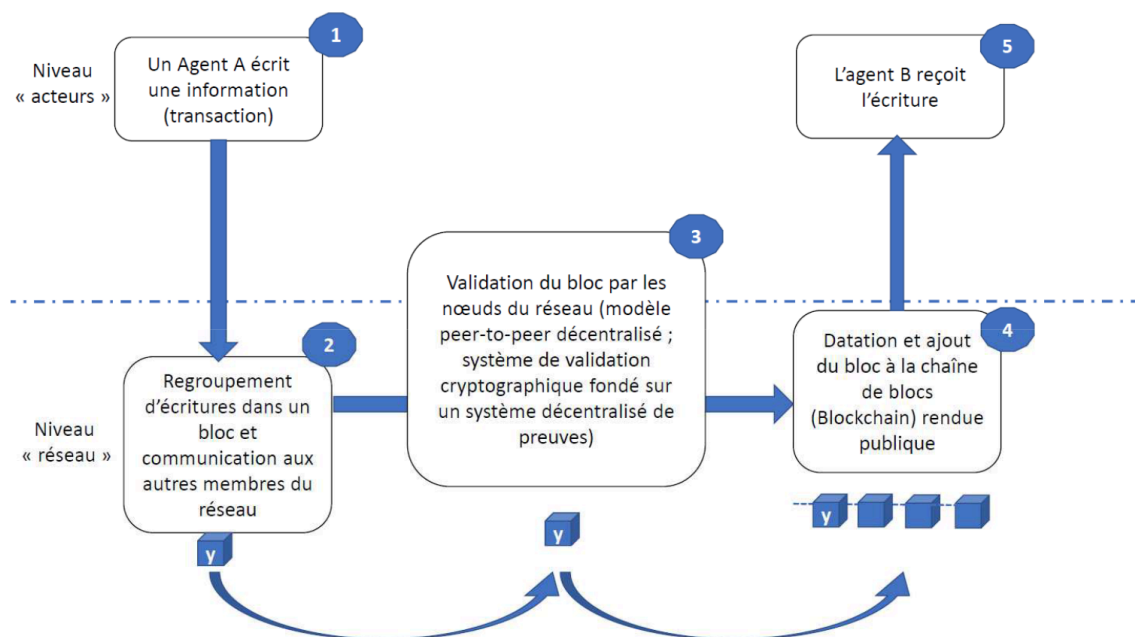 1
Un Agent A écrit
une information
(transaction)
Niveau
« acteurs »
5
L'agent B reçoit
l'écriture
3
Validation du bloc par les
nœuds du réseau (modèle
peer-to-peer décentralisé ;
système de validation
cryptographique fondé sur
un système décentralisé de
preuves)
2
Regroupement
d'écritures dans un
bloc et
communication aux
autres membres du
réseau
Niveau
« réseau »
4
Datation et ajout
du bloc à la chaîne
de blocs
(Blockchain) rendue
publique
y
y
y